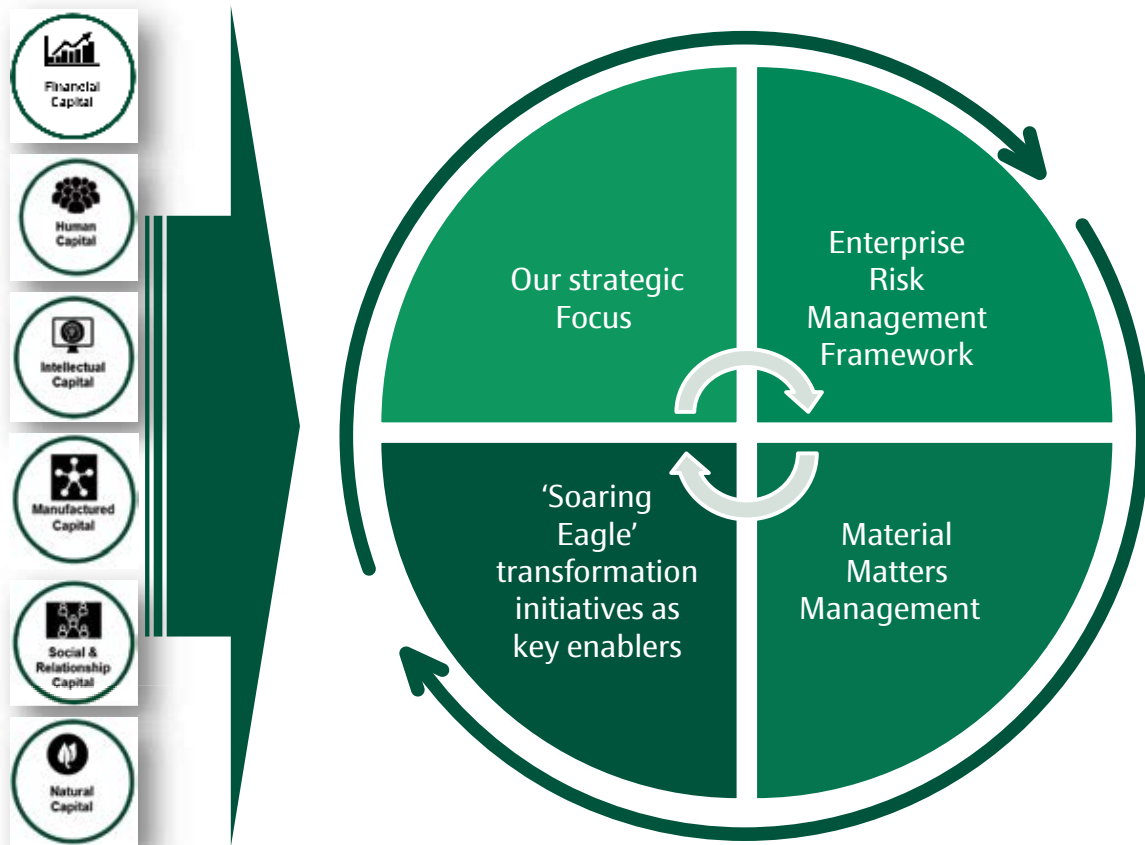 Financial
Capital
Human
Capital
Intellectual
Capital
Manufactured
Capital
Social &
Relationship
Capital
Natural
Capital
Our strategic
Focus
Enterprise
Risk
Management
Framework
‘Soaring
Eagle’
transformation
initiatives as
key enablers
Material
Matters
Management